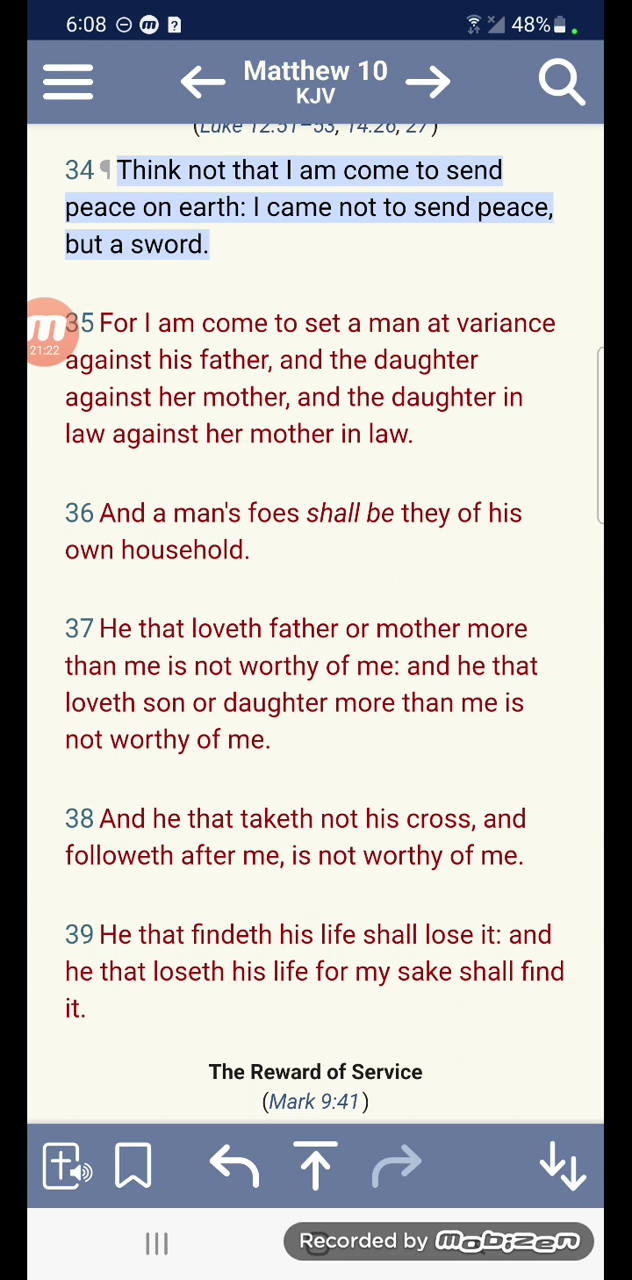 6:08 m ? 48%
Matthew 10
KJV
(Luke 12:51–53; 14:26, 27)
34 ¶ Think not that I am come to send
peace on earth: I came not to send peace,
but a sword.
35 For I am come to set a man at variance
21:22
against his father, and the daughter
against her mother, and the daughter in
law against her mother in law.
36 And a man's foes shall be they of his
own household.
37 He that loveth father or mother more
than me is not worthy of me: and he that
loveth son or daughter more than me is
not worthy of me.
38 And he that taketh not his cross, and
followeth after me, is not worthy of me.
39 He that findeth his life shall lose it: and
he that loseth his life for my sake shall find
it.
The Reward of Service
(Mark 9:41)
Recorded by mobizen